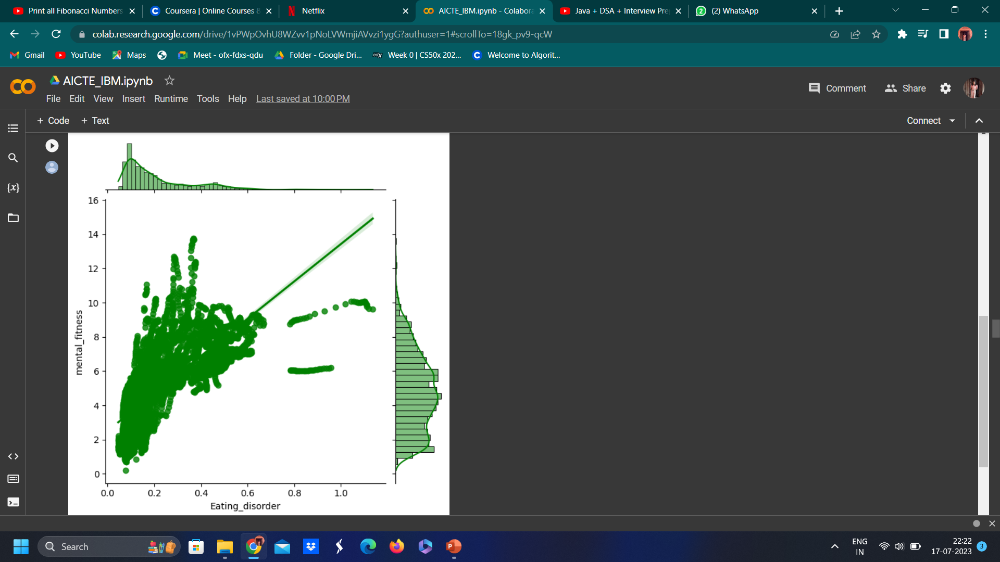 Print all Fibonacci Numbers
Coursera | Online Courses &
Netflix
AICTE_IBM.ipynb - Colabora
Java + DSA + Interview Pre
2
(2) WhatsApp
colab.research.google.com/drive/1vPWpOvhU8WZvv1pNoLVWmjiAVvzi1ygG?authuser=1#scrollTo=18gk_pv9-qcW
Gmail
YouTube
Maps
Meet - ofx-fdxs-qdu
Folder - Google Dri...
edX
Week 0 | CS50x 202...
Welcome to Algorit...
AICTE_IBM.ipynb
Comment
Share
File Edit View Insert Runtime Tools Help Last saved at 10:00 PM
+ Code + Text
Connect
{x}
16
14
12
10
8
6
4
2
0
mental_fitness
0.0 0.2 0.4 0.6 0.8 1.0
Eating_disorder
Search
ENG
IN
22:22
17-07-2023
3